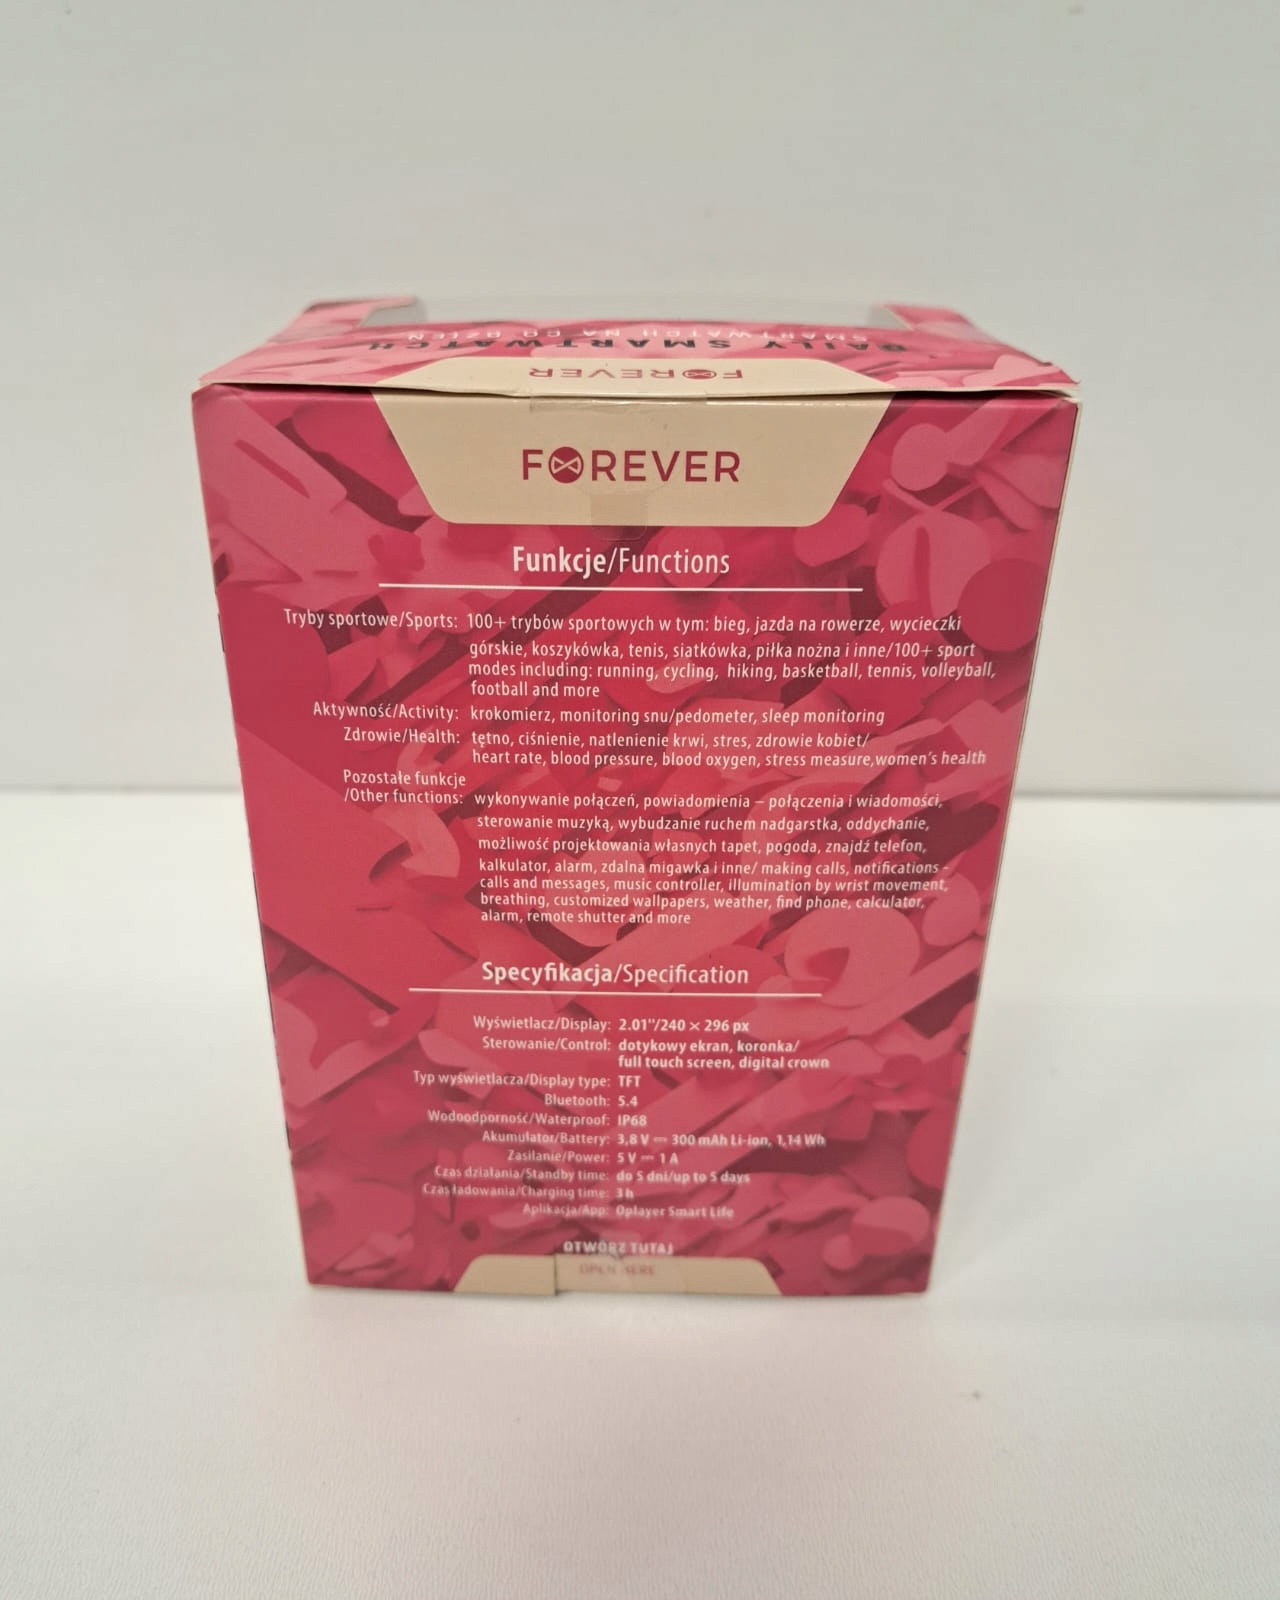 SMARTWATCH NA CO DZIEŃ
DAILY SMARTWATCH
FOREVER
FOREVER
Funkcje/Functions
Tryby sportowe/Sports: 100+ trybów sportowych w tym: bieg, jazda na rowerze, wycieczki
górskie, koszykówka, tenis, siatkówka, piłka nożna i inne/100+ sport
modes including: running, cycling, hiking, basketball, tennis, volleyball,
football and more
Aktywność/Activity: krokomierz, monitoring snu/pedometer, sleep monitoring
Zdrowie/Health: tętno, ciśnienie, natlenienie krwi, stres, zdrowie kobiet/
heart rate, blood pressure, blood oxygen, stress measure,women's health
Pozostałe funkcje
/Other functions: wykonywanie połączeń, powiadomienia – połączenia i wiadomości,
sterowanie muzyką, wybudzanie ruchem nadgarstka, oddychanie,
możliwość projektowania własnych tapet, pogoda, znajdź telefon,
kalkulator, alarm, zdalna migawka i inne/ making calls, notifications -
calls and messages, music controller, illumination by wrist movement,
breathing, customized wallpapers, weather, find phone, calculator,
alarm, remote shutter and more
Specyfikacja/Specification
Wyświetlacz/Display: 2.01"/240 × 296 px
Sterowanie/Control: dotykowy ekran, koronka/
full touch screen, digital crown
Typ wyświetlacza/Display type: TFT
Bluetooth: 5.4
Wodoodporność/Waterproof: IP68
Akumulator/Battery: 3,8 V ⎓ 300 mAh Li-ion, 1,14 Wh
Zasilanie/Power: 5 V ⎓ 1 A
Czas działania/Standby time: do 5 dni/up to 5 days
Czas ładowania/Charging time: 3 h
Aplikacja/App: Oplayer Smart Life
OTWÓRZ TUTAJ
OPEN HERE